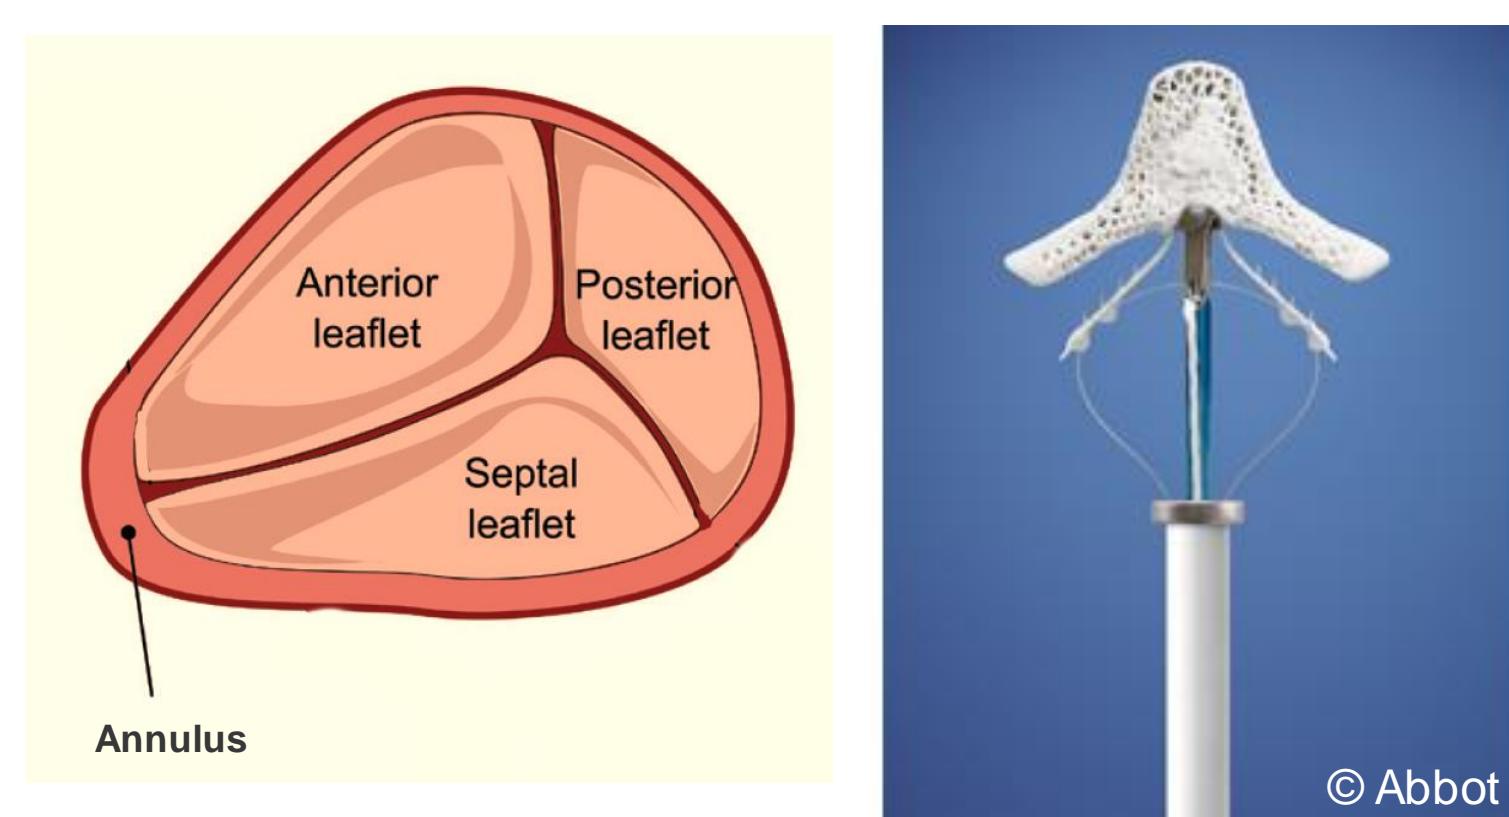 Anterior
leaflet
Posterior
leaflet
Septal
leaflet
Annulus
© Abbot